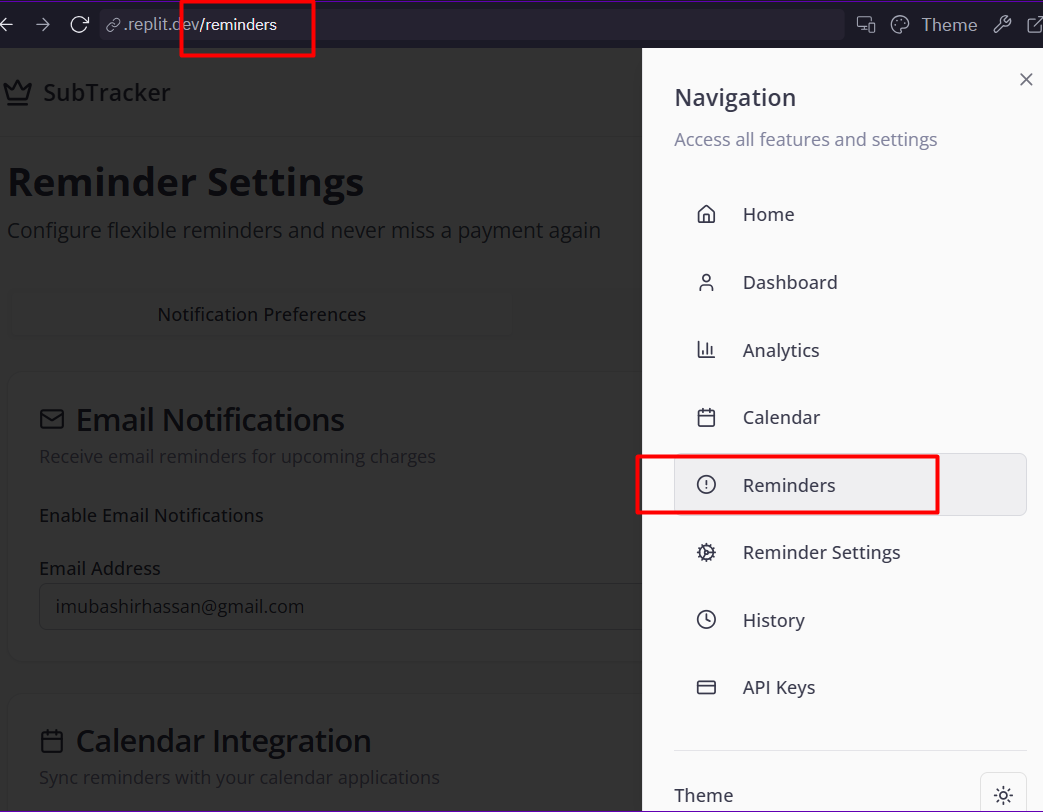 .replit.dev/reminders
Theme
SubTracker
Reminder Settings
Configure flexible reminders and never miss a payment again
Notification Preferences
Email Notifications
Receive email reminders for upcoming charges
Enable Email Notifications
Email Address
imubashirhassan@gmail.com
Calendar Integration
Sync reminders with your calendar applications
Navigation
Access all features and settings
Home
Dashboard
Analytics
Calendar
Reminders
Reminder Settings
History
API Keys
Theme